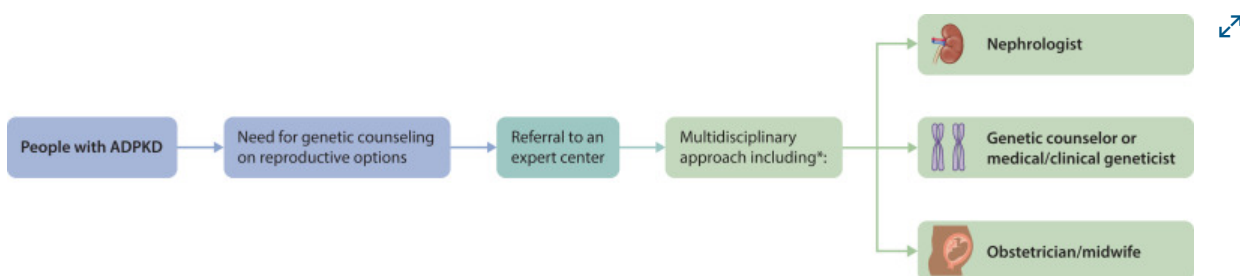 People with ADPKD
Need for genetic counseling
on reproductive options
Referral to an
expert center
Multidisciplinary
approach including*:
Nephrologist
Genetic counselor or
medical/clinical geneticist
Obstetrician/midwife